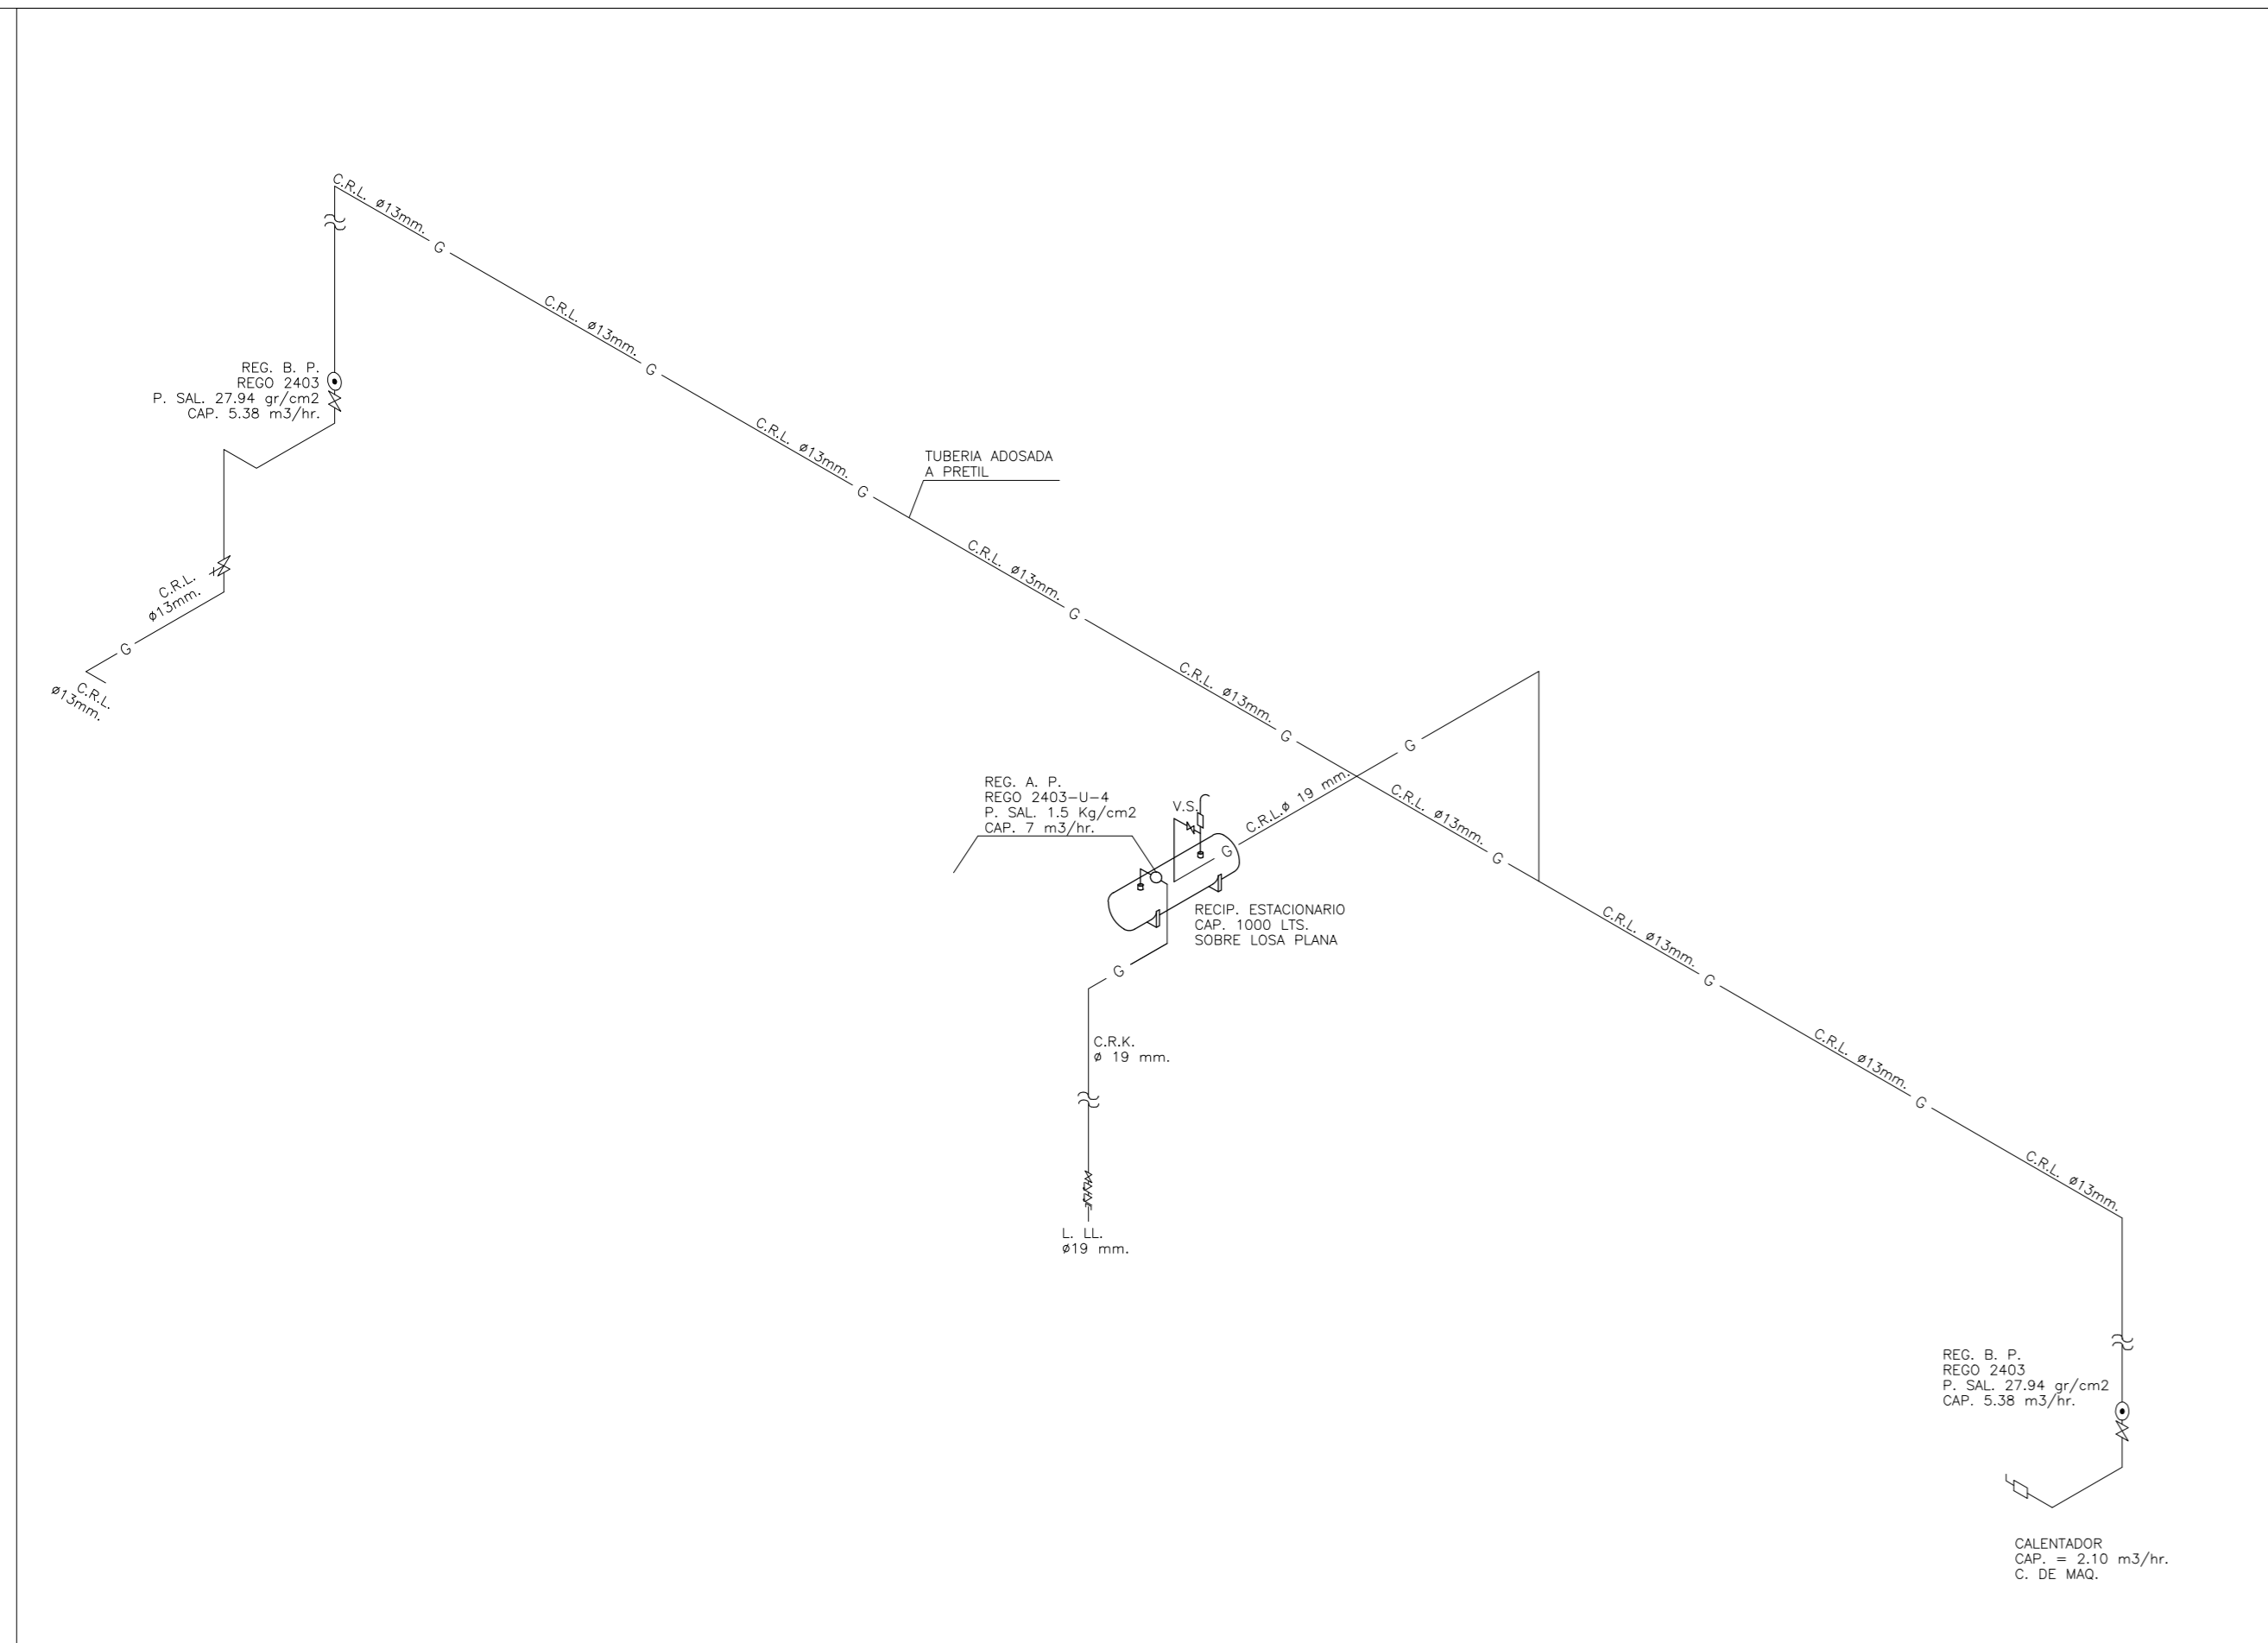 C.R.L. ø13mm.
G
C.R.L. ø13mm.
G
REG. B. P.
REGO 2403
P. SAL. 27.94 gr/cm2
CAP. 5.38 m3/hr.
C.R.L. ø13mm.
G
TUBERIA ADOSADA
A PRETIL
C.R.L. ø13mm.
G
C.R.L.
ø13mm.
G
C.R.L.
ø13mm.
C.R.L. ø13mm.
G
G
C.R.L.ø 19 mm.
C.R.L. ø13mm.
G
REG. A. P.
REGO 2403-U-4
P. SAL. 1.5 Kg/cm2
CAP. 7 m3/hr.
V.S.
G
RECIP. ESTACIONARIO
CAP. 1000 LTS.
SOBRE LOSA PLANA
G
C.R.L. ø13mm.
G
C.R.K.
ø 19 mm.
C.R.L. ø13mm.
G
C.R.L. ø13mm.
L. LL.
ø19 mm.
REG. B. P.
REGO 2403
P. SAL. 27.94 gr/cm2
CAP. 5.38 m3/hr.
CALENTADOR
CAP. = 2.10 m3/hr.
C. DE MAQ.